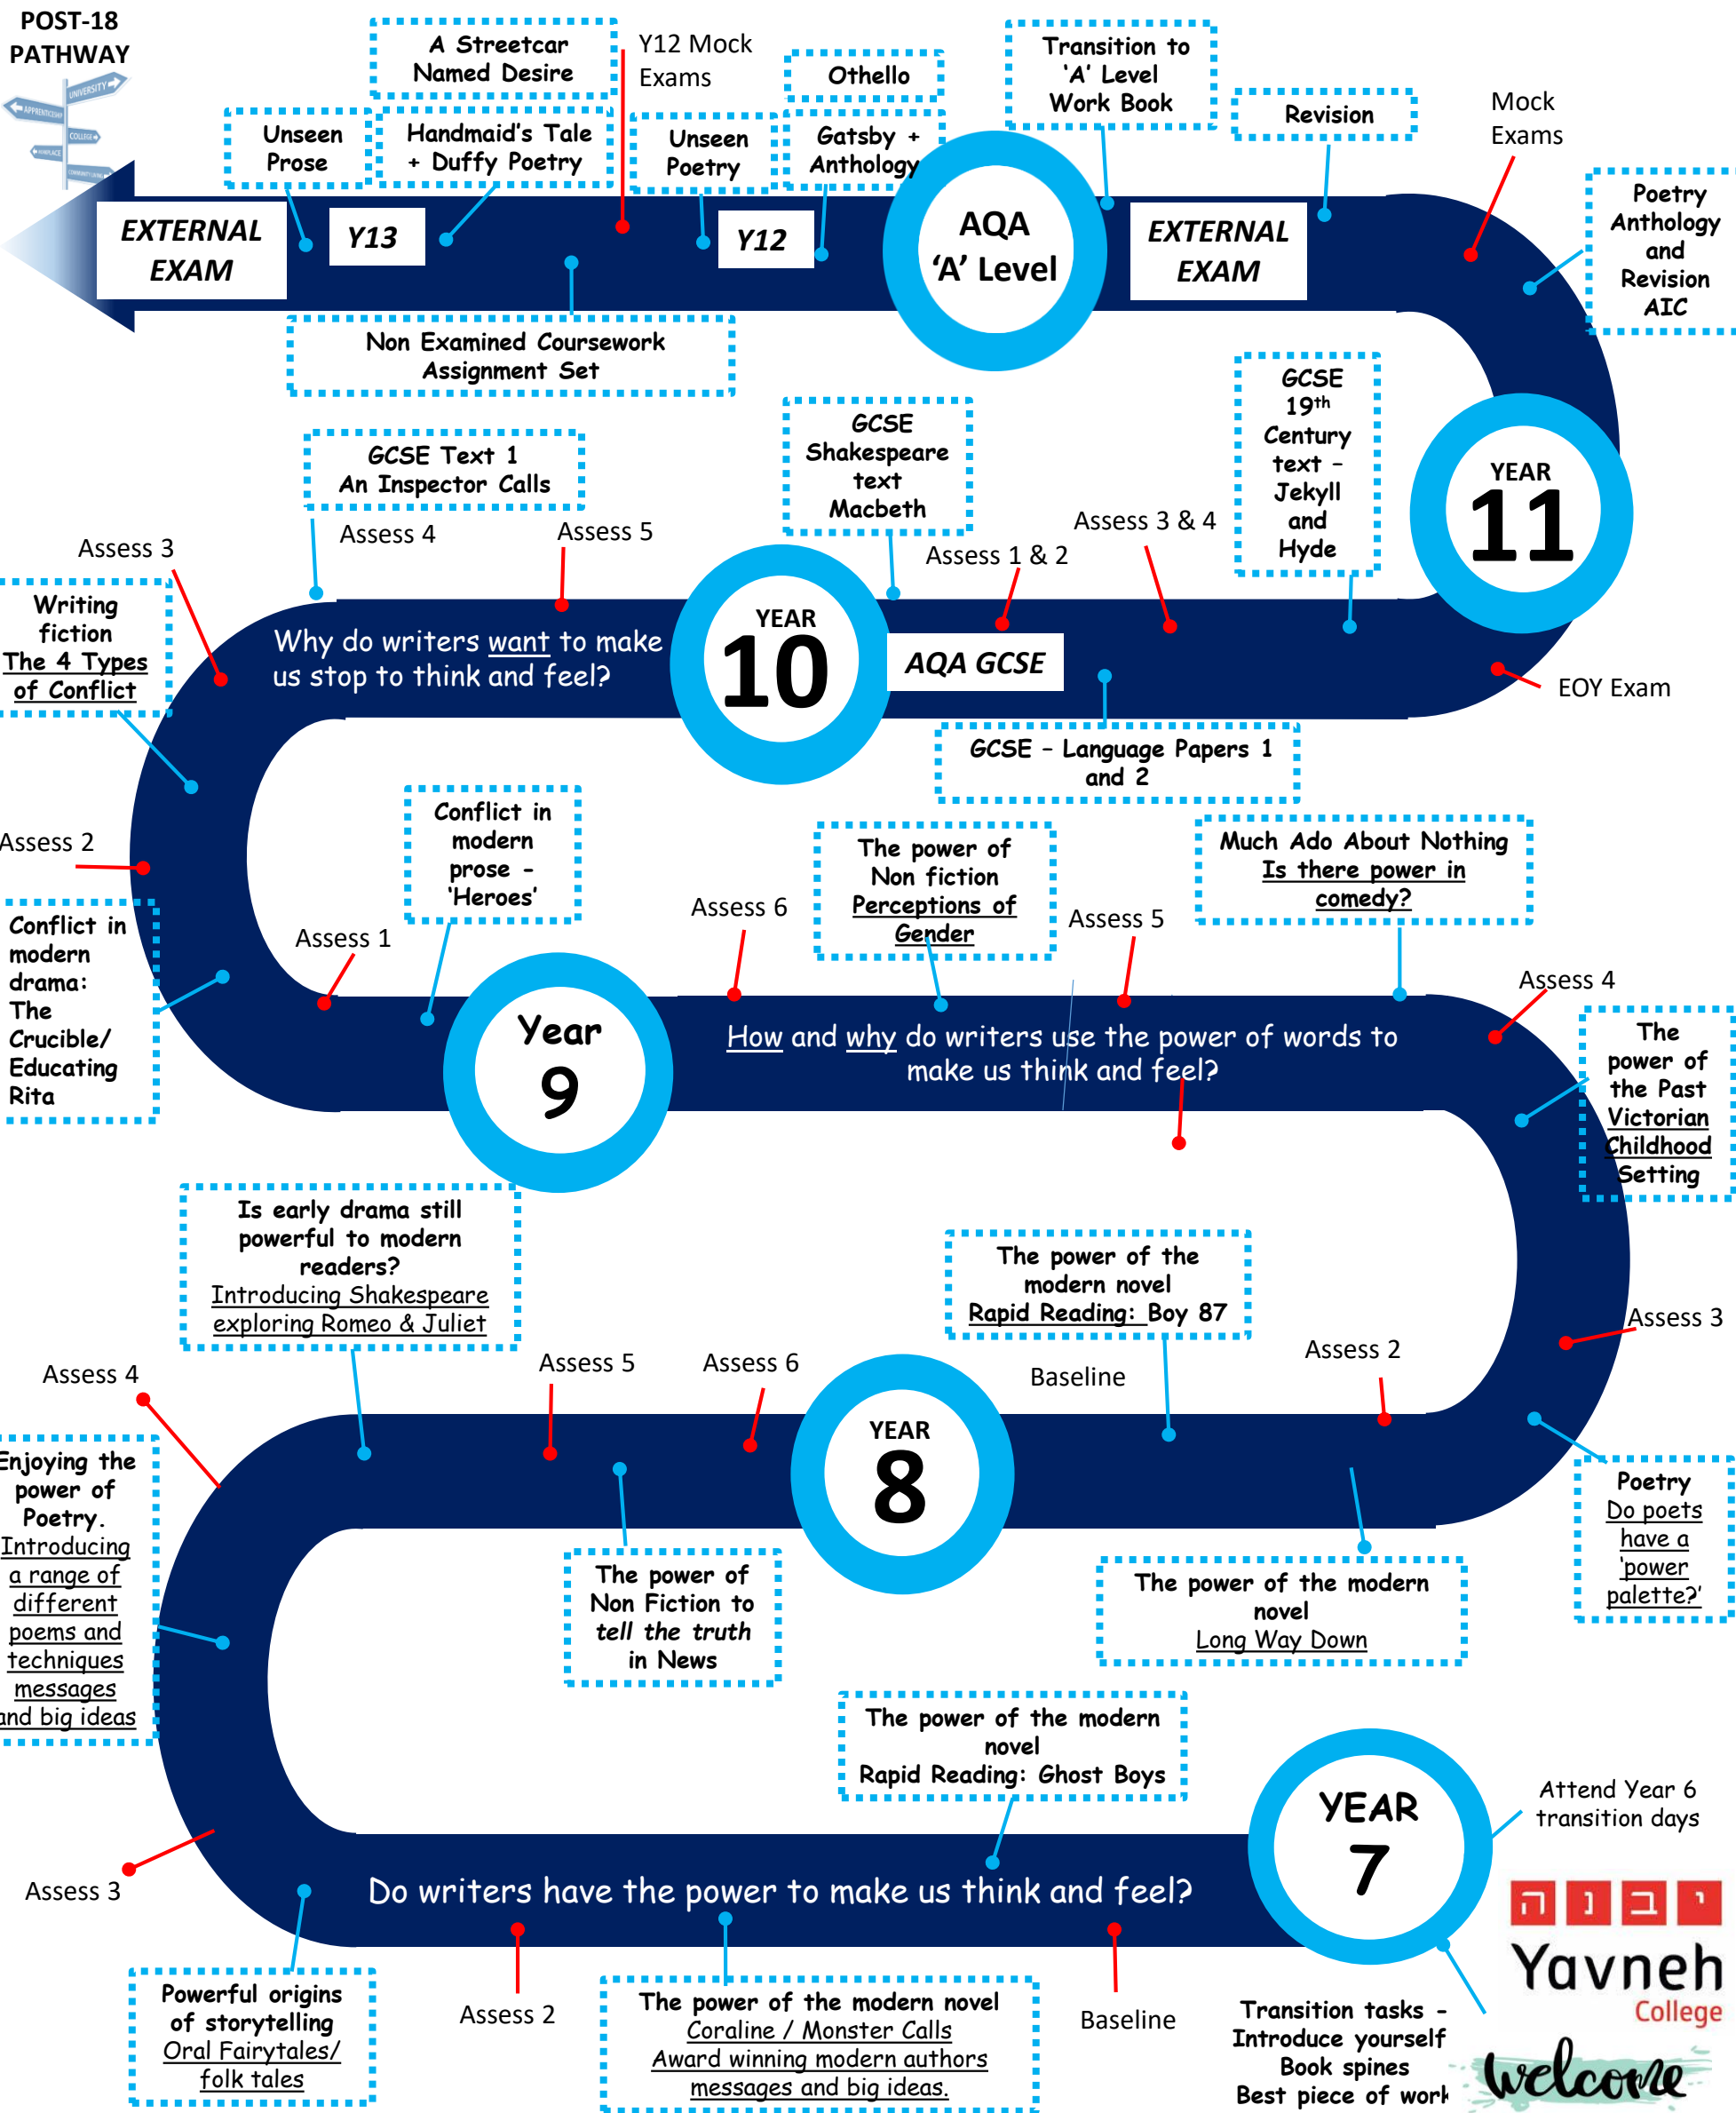 POST-18
PATHWAY
UNIVERSITY
APPRENTICESHIP
COLLEGE
A Streetcar
Named Desire
Y12 Mock
Exams
Othello
Transition to
'A' Level
Work Book
Revision
Mock
Exams
Unseen
Prose
Handmaid's Tale
+ Duffy Poetry
Unseen
Poetry
Gatsby +
Anthology
Poetry
Anthology
and
Revision
AIC
EXTERNAL
EXAM
Y13
Y12
AQA
'A' Level
EXTERNAL
EXAM
Non Examined Coursework
Assignment Set
GCSE
19th
Century
text –
Jekyll
and
Hyde
GCSE
Shakespeare
text
Macbeth
GCSE Text 1
An Inspector Calls
YEAR
11
Assess 3
Assess 4
Assess 5
Assess 1 & 2
Assess 3 & 4
Writing
fiction
The 4 Types
of Conflict
Why do writers want to make
us stop to think and feel?
YEAR
10
AQA GCSE
EOY Exam
GCSE – Language Papers 1
and 2
Assess 2
Conflict in
modern
prose –
'Heroes'
The power of
Non fiction
Perceptions of
Gender
Much Ado About Nothing
Is there power in
comedy?
Conflict in
modern
drama:
The
Crucible/
Educating
Rita
Assess 1
Assess 6
Assess 5
Assess 4
Year
9
How and why do writers use the power of words to
make us think and feel?
The
power of
the Past
Victorian
Childhood
Setting
Is early drama still
powerful to modern
readers?
Introducing Shakespeare
exploring Romeo & Juliet
The power of the
modern novel
Rapid Reading: Boy 87
Assess 3
Assess 4
Assess 5
Assess 6
Baseline
Assess 2
YEAR
8
Enjoying the
power of
Poetry.
Introducing
a range of
different
poems and
techniques
messages
and big ideas
Poetry
Do poets
have a
'power
palette?'
The power of
Non Fiction to
tell the truth
in News
The power of the modern
novel
Long Way Down
The power of the modern
novel
Rapid Reading: Ghost Boys
YEAR
7
Attend Year 6
transition days
Assess 3
Do writers have the power to make us think and feel?
יבנה
Yavneh
College
Powerful origins
of storytelling
Oral Fairytales/
folk tales
Assess 2
The power of the modern novel
Coraline / Monster Calls
Award winning modern authors
messages and big ideas.
Baseline
Transition tasks –
Introduce yourself
Book spines
Best piece of work
welcome